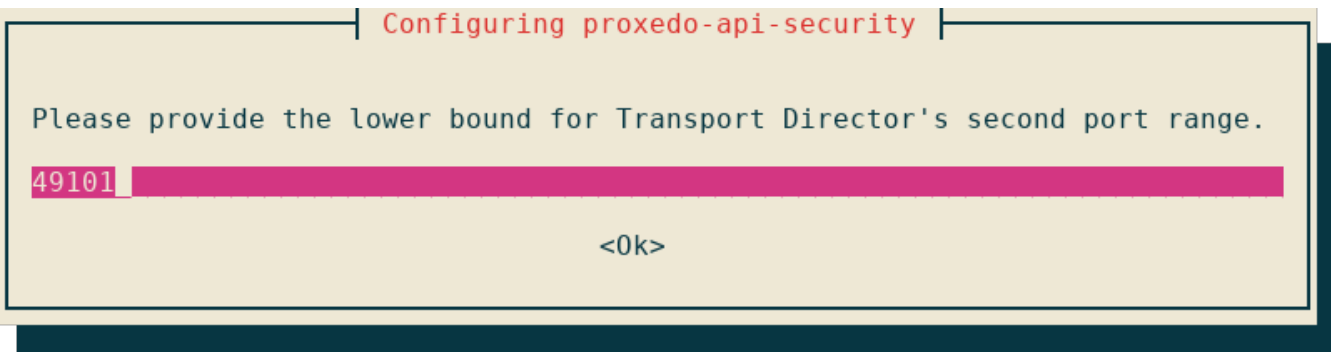 Configuring proxedo-api-security
Please provide the lower bound for Transport Director's second port range.
49101_
<Ok>